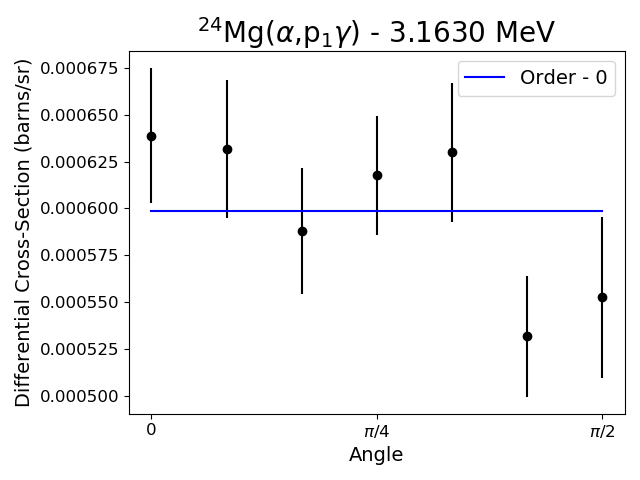 ²⁴Mg(α,p₁γ) - 3.1630 MeV
Order - 0
Differential Cross-Section (barns/sr)
0.000675
0.000650
0.000625
0.000600
0.000575
0.000550
0.000525
0.000500
0 π/4 π/2
Angle